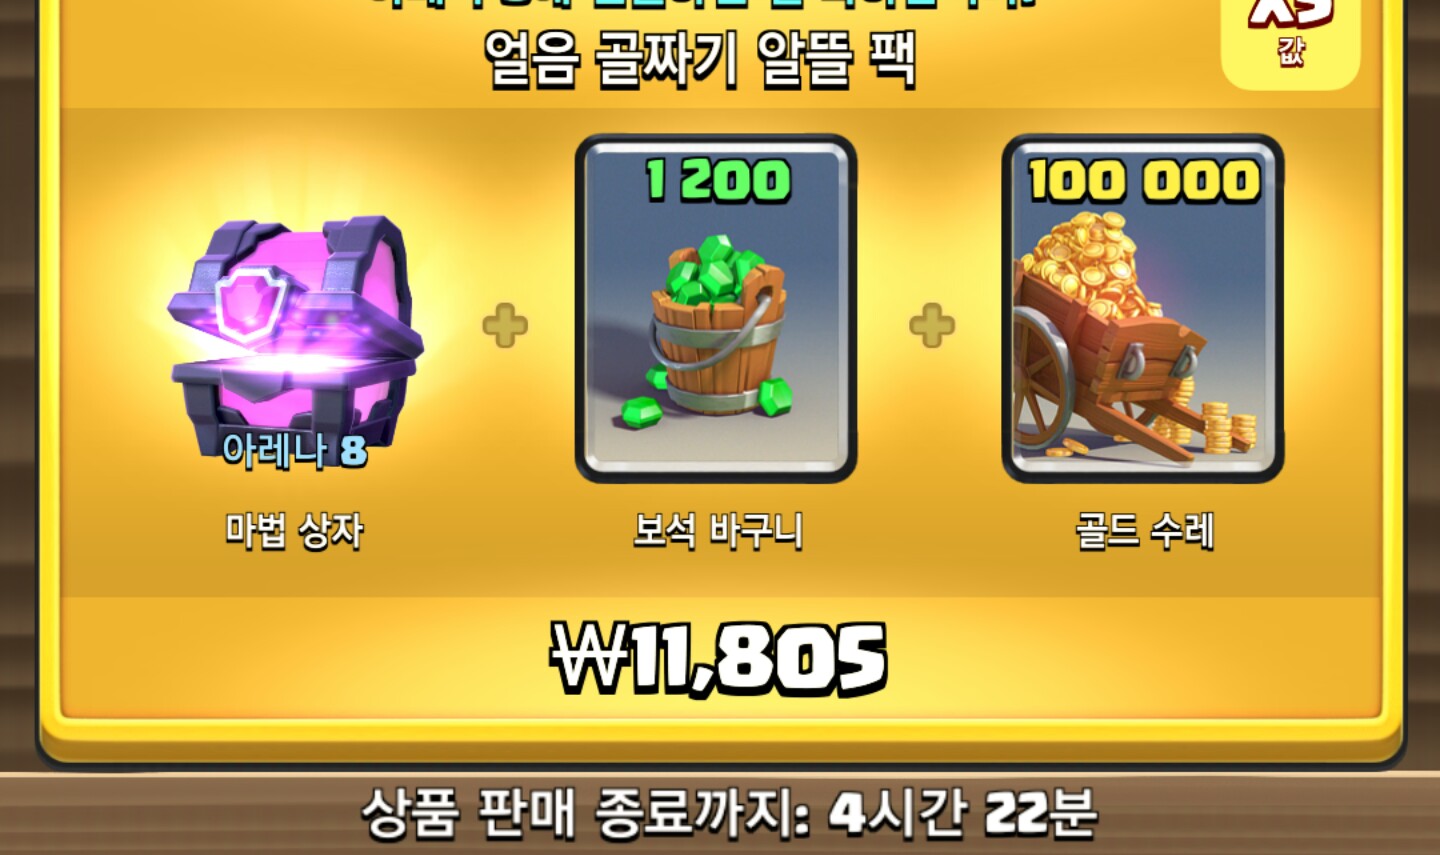 얼음 골짜기 알뜰 팩
X5
값
1 200
100 000
아레나 8
마법 상자
보석 바구니
골드 수레
₩11,805
상품 판매 종료까지: 4시간 22분